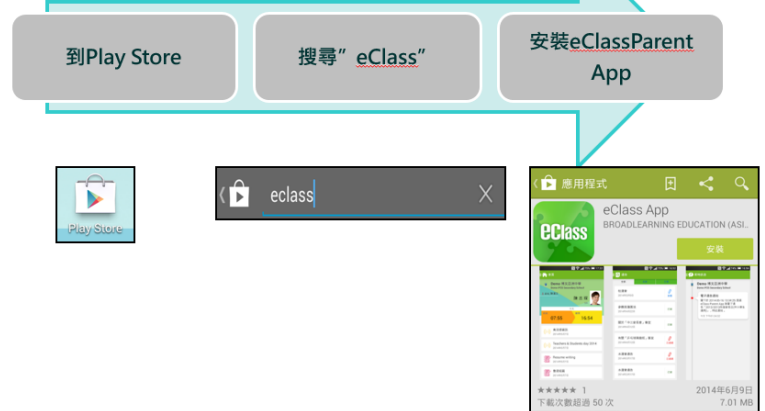 到Play Store
搜尋” eClass”
安裝eClassParent
App
Play Store
eclass
應用程式
eClass App
BROADLEARNING EDUCATION (ASI..
eClass
安裝
★★★★★ 1
2014年6月9日
下載次數超過 50 次
7.01 MB